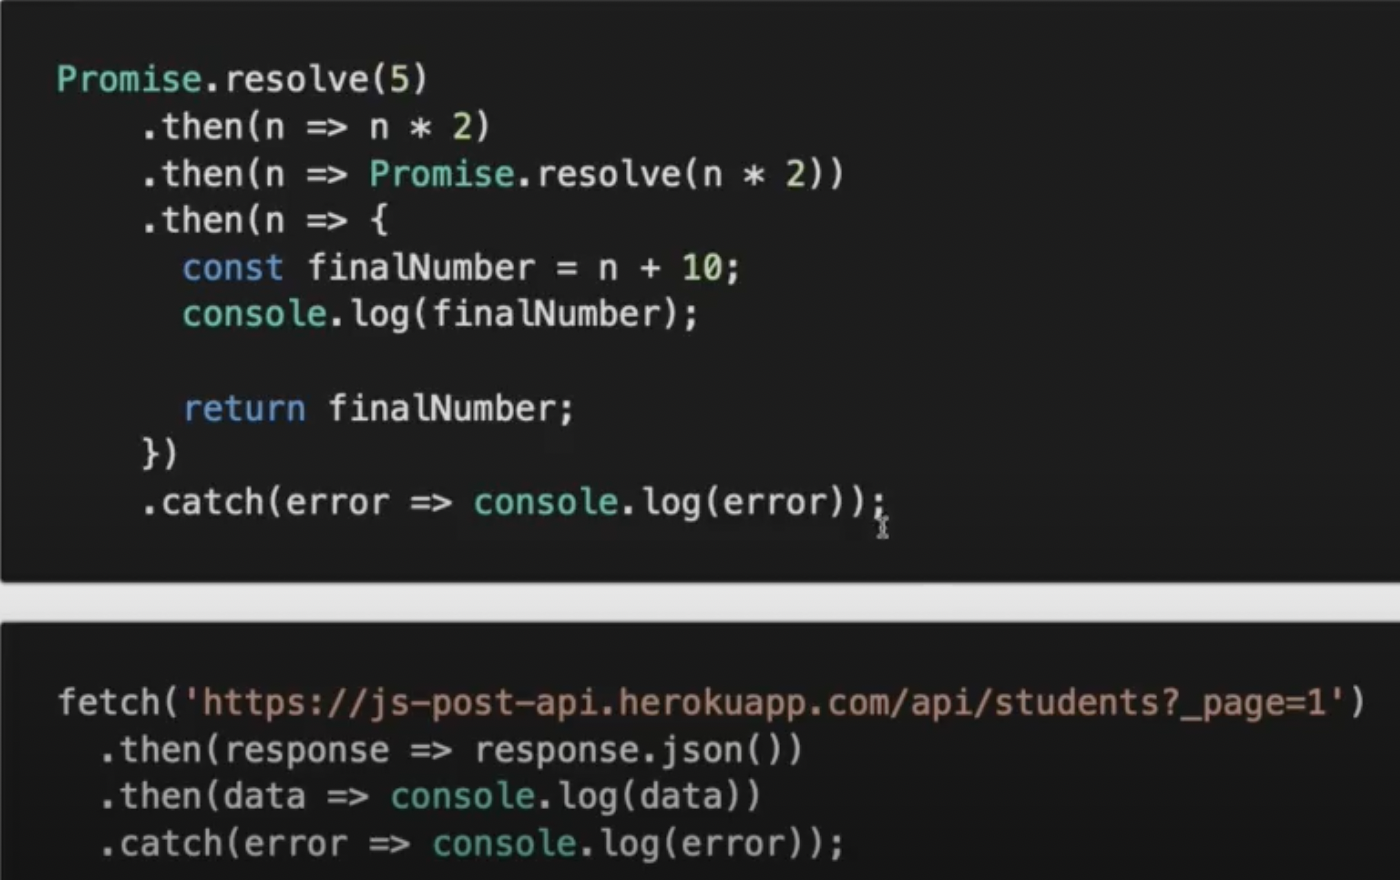 Promise.resolve(5)
.then(n => n * 2)
.then(n => Promise.resolve(n * 2))
.then(n => {
const finalNumber = n + 10;
console.log(finalNumber);
return finalNumber;
})
.catch(error => console.log(error));
fetch('https://js-post-api.herokuapp.com/api/students?_page=1')
.then(response => response.json())
.then(data => console.log(data))
.catch(error => console.log(error));